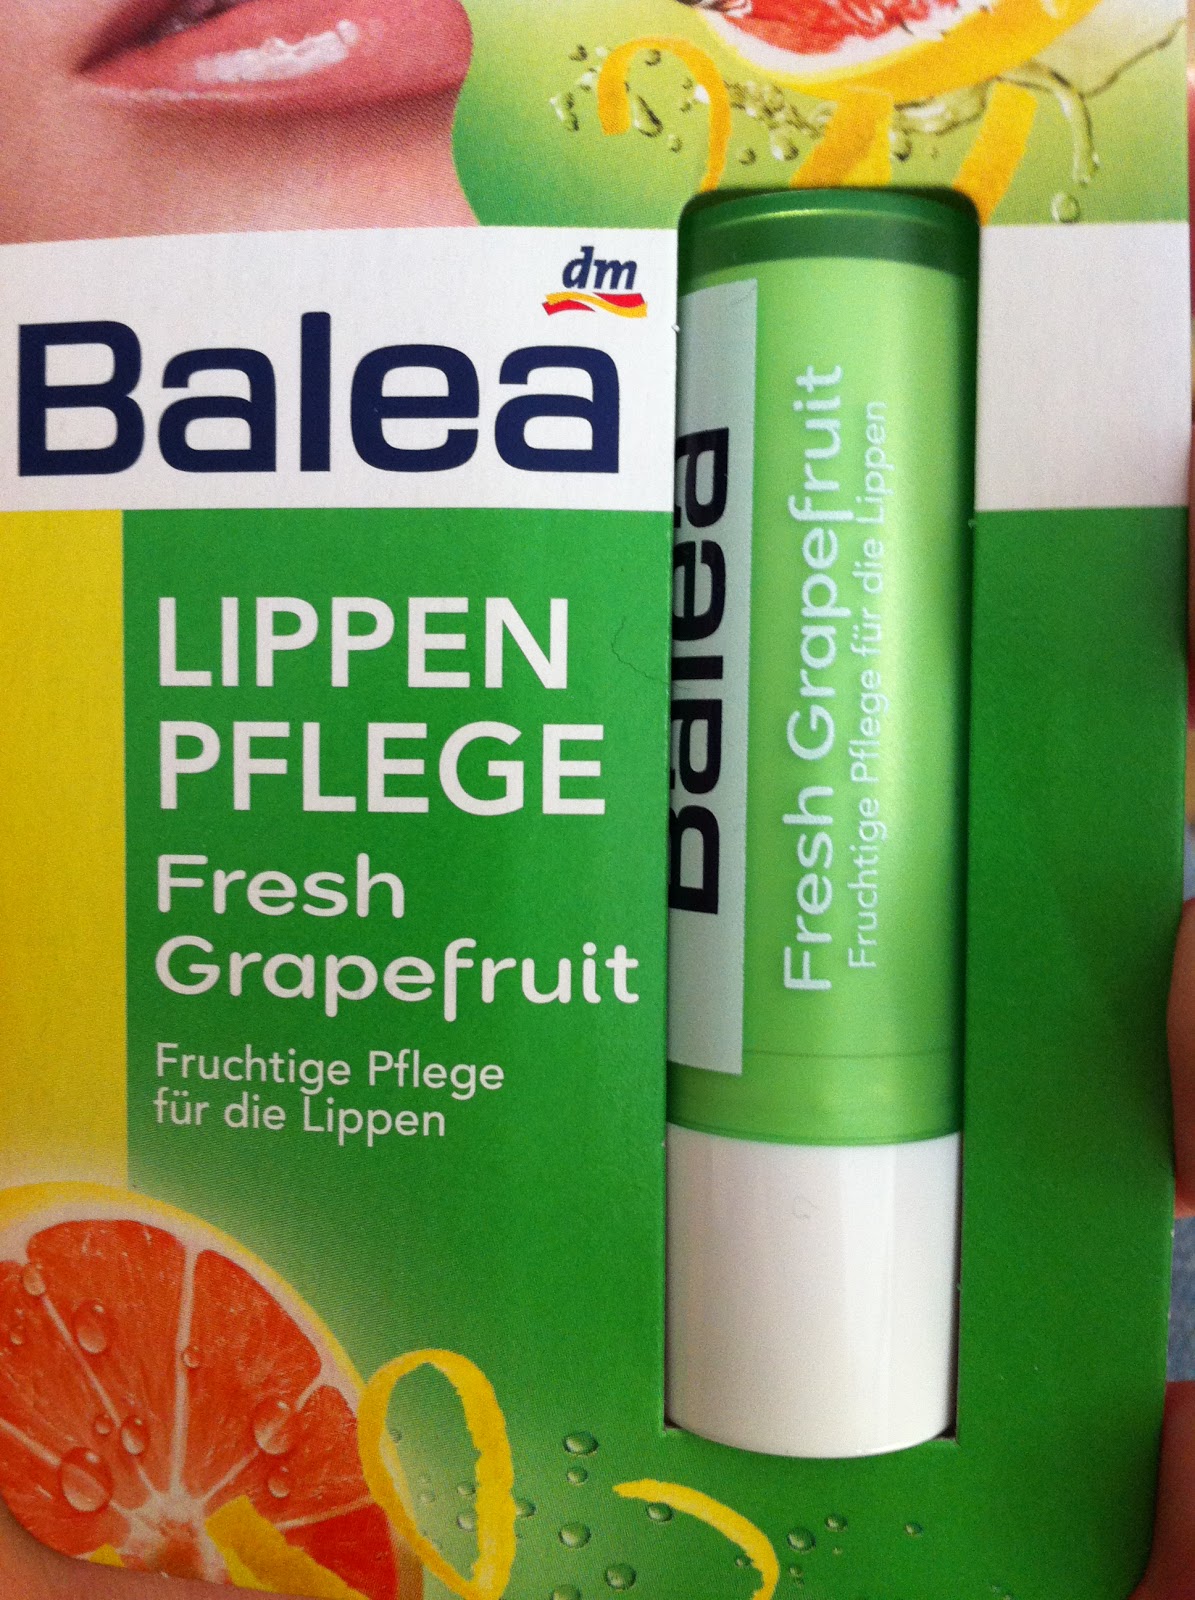 dm
Balea
LIPPEN
PFLEGE
Fresh
Grapefruit
Fruchtige Pflege
für die Lippen
Balea
Fresh Grapefruit
Fruchtige Pflege für die Lippen